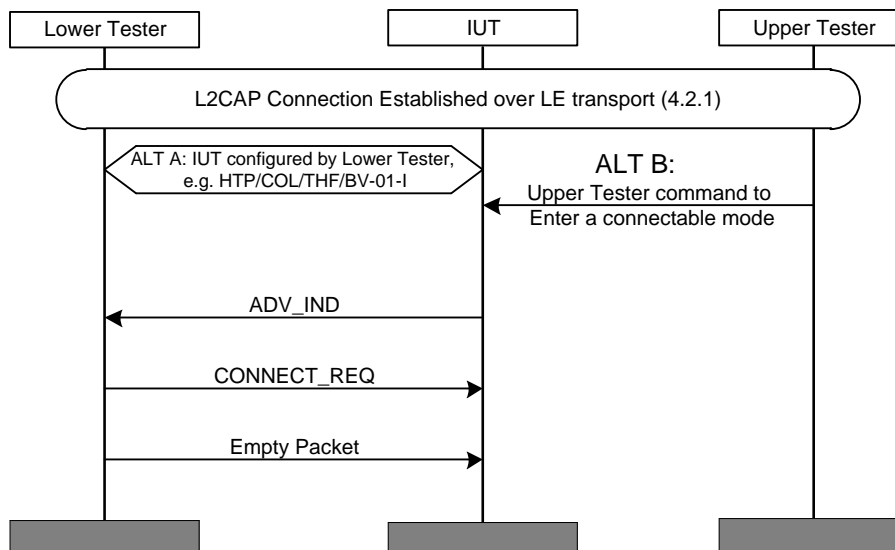 Lower Tester
IUT
Upper Tester
L2CAP Connection Established over LE transport (4.2.1)
ALT A: IUT configured by Lower Tester,
e.g. HTP/COL/THF/BV-01-I
ALT B:
Upper Tester command to
Enter a connectable mode
ADV_IND
CONNECT_REQ
Empty Packet